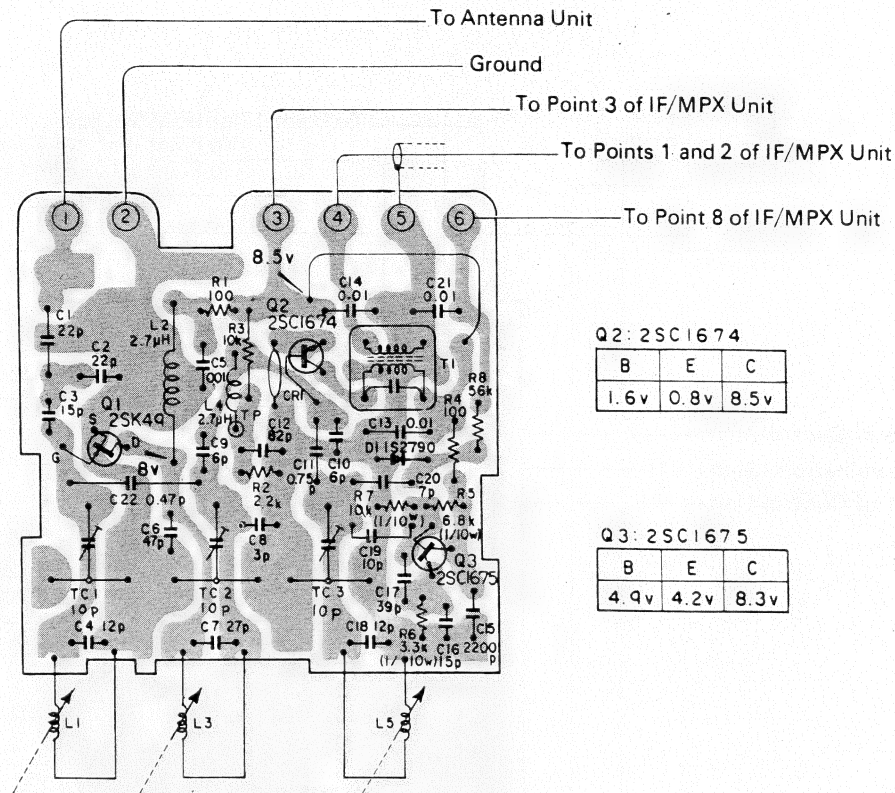 To Antenna Unit
Ground
To Point 3 of IF/MPX Unit
To Points 1 and 2 of IF/MPX Unit
To Point 8 of IF/MPX Unit
1
2
3
4
5
6
8.5v
R1
100
C14
0.01
C21
0.01
Q2
2SC1674
C1
22p
L2
2.7μH
R3
10k
C2
22p
C5
.001
T1
R8
56k
C3
15p
L4
2.7μH
CRT
R4
100
Q1
2SK49
TP
S
D
G
C12
82p
C13
0.01
D1 1S2790
8v
C9
6p
C11
0.75
p
C10
6p
C20
7p
C22 0.47p
R2
2.2k
R7
10k
(1/10w)
R5
6.8k
(1/10w)
C6
47p
C8
3p
C19
10p
Q3
2SC1675
TC1
10p
TC2
10p
TC3
10p
C17
39p
C4 12p
C7 27p
C18 12p
R6
3.3k
(1/10w)
C16
15p
C15
2200
p
L1
L3
L5
Q2: 2SC1674
B E C
1.6v 0.8v 8.5v
Q3: 2SC1675
B E C
4.9v 4.2v 8.3v